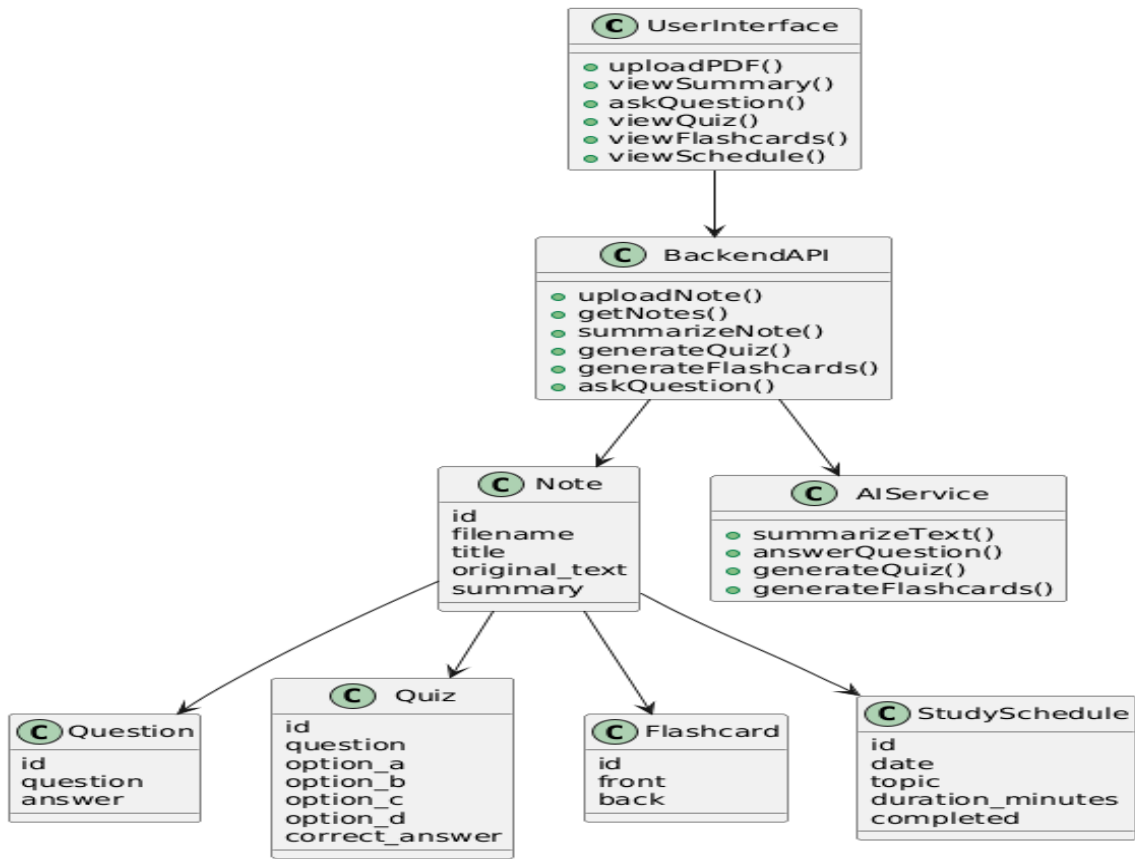 C UserInterface
uploadPDF()
viewSummary()
askQuestion()
viewQuiz()
viewFlashcards()
viewSchedule()
C BackendAPI
uploadNote()
getNotes()
summarizeNote()
generateQuiz()
generateFlashcards()
askQuestion()
C Note
id
filename
title
original_text
summary
C AIService
summarizeText()
answerQuestion()
generateQuiz()
generateFlashcards()
C Question
id
question
answer
C Quiz
id
question
option_a
option_b
option_c
option_d
correct_answer
C Flashcard
id
front
back
C StudySchedule
id
date
topic
duration_minutes
completed